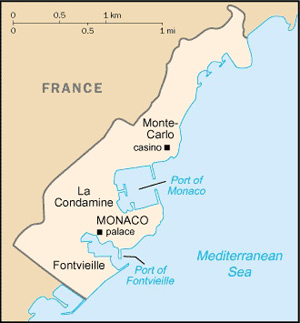 0 0.5 1 km
0 0.5 1 mi
FRANCE
Monte-
Carlo
casino
Port of
Monaco
La
Condamine
MONACO
palace
Fontvieille
Port of
Fontvieille
Mediterranean
Sea